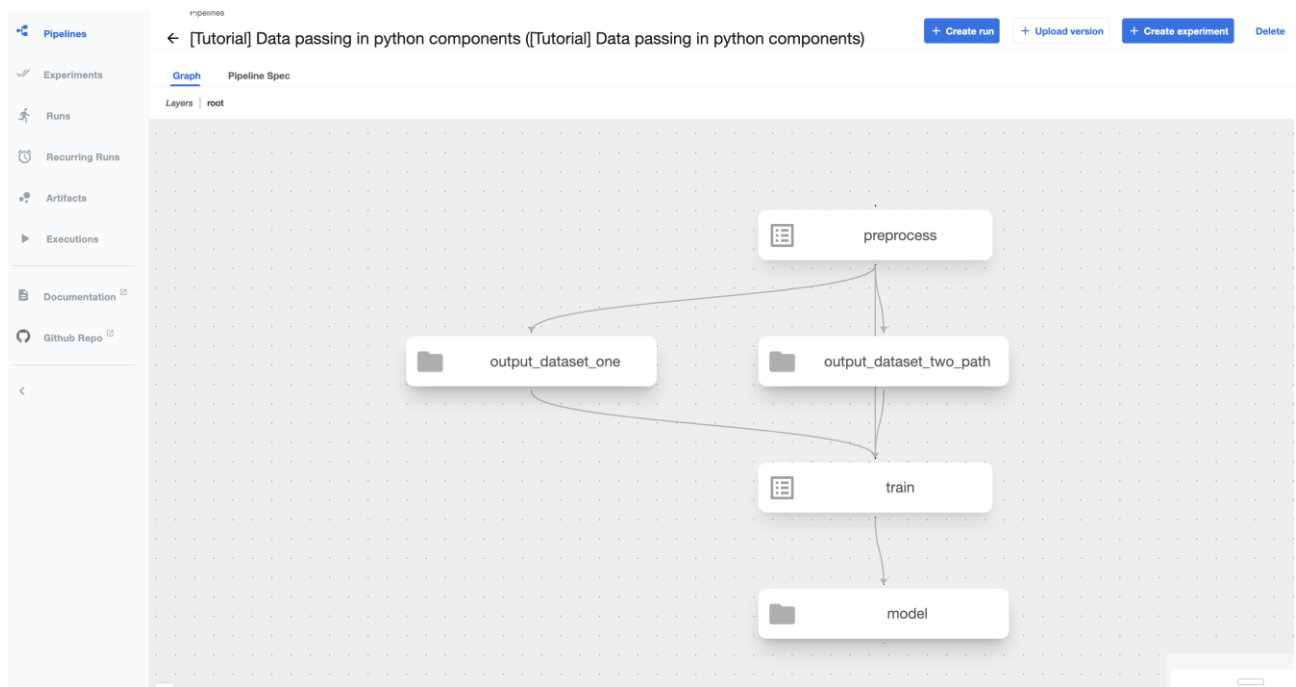 Pipelines
Pipelines
[Tutorial] Data passing in python components ([Tutorial] Data passing in python components)
+ Create run
+ Upload version
+ Create experiment
Delete
Experiments
Runs
Recurring Runs
Artifacts
Executions
Documentation
Github Repo
Graph
Pipeline Spec
Layers | root
preprocess
output_dataset_one
output_dataset_two_path
train
model